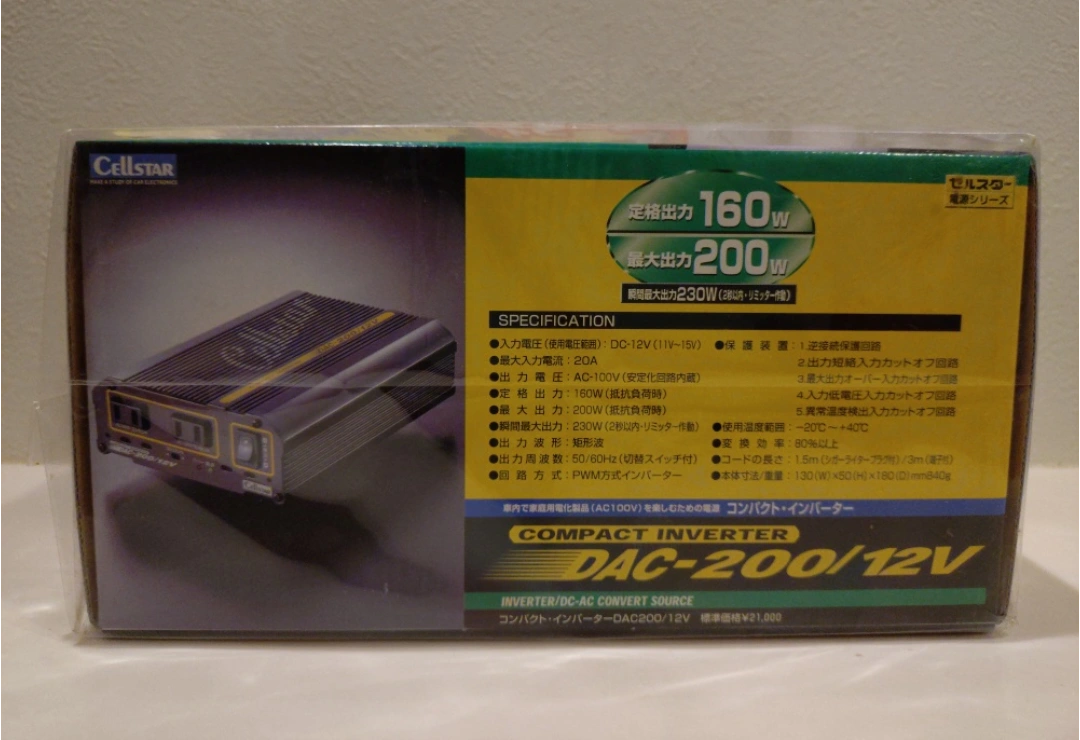 CELLSTAR
MAKE A STUDY OF CAR ELECTRONICS
セルスター
電源シリーズ
定格出力 160W
最大出力 200W
瞬間最大出力230W(2秒以内・リミッター作動)
SPECIFICATION
●入力電圧(使用電圧範囲):DC-12V(11V〜15V)
●最大入力電流:20A
●出力電圧:AC-100V(安定化回路内蔵)
●定格出力:160W(抵抗負荷時)
●最大出力:200W(抵抗負荷時)
●瞬間最大出力:230W(2秒以内・リミッター作動)
●出力波形:矩形波
●出力周波数:50/60Hz(切替スイッチ付)
●回路方式:PWM方式インバーター
●保護装置:1.逆接続保護回路
2.出力短絡入力カットオフ回路
3.最大出力オーバー入力カットオフ回路
4.入力低電圧入力カットオフ回路
5.異常温度検出入力カットオフ回路
●使用温度範囲:−20℃〜+40℃
●変換効率:80%以上
●コードの長さ:1.5m(シガーライタープラグ付)/3m(端子付)
●本体寸法/重量:130(W)×50(H)×180(D)mm840g
車内で家庭用電化製品(AC100V)を楽しむための電源 コンパクト・インバーター
COMPACT INVERTER
DAC-200/12V
INVERTER/DC-AC CONVERT SOURCE
コンパクト・インバーターDAC200/12V 標準価格¥21,000
DAC-200/12V
CELLSTAR